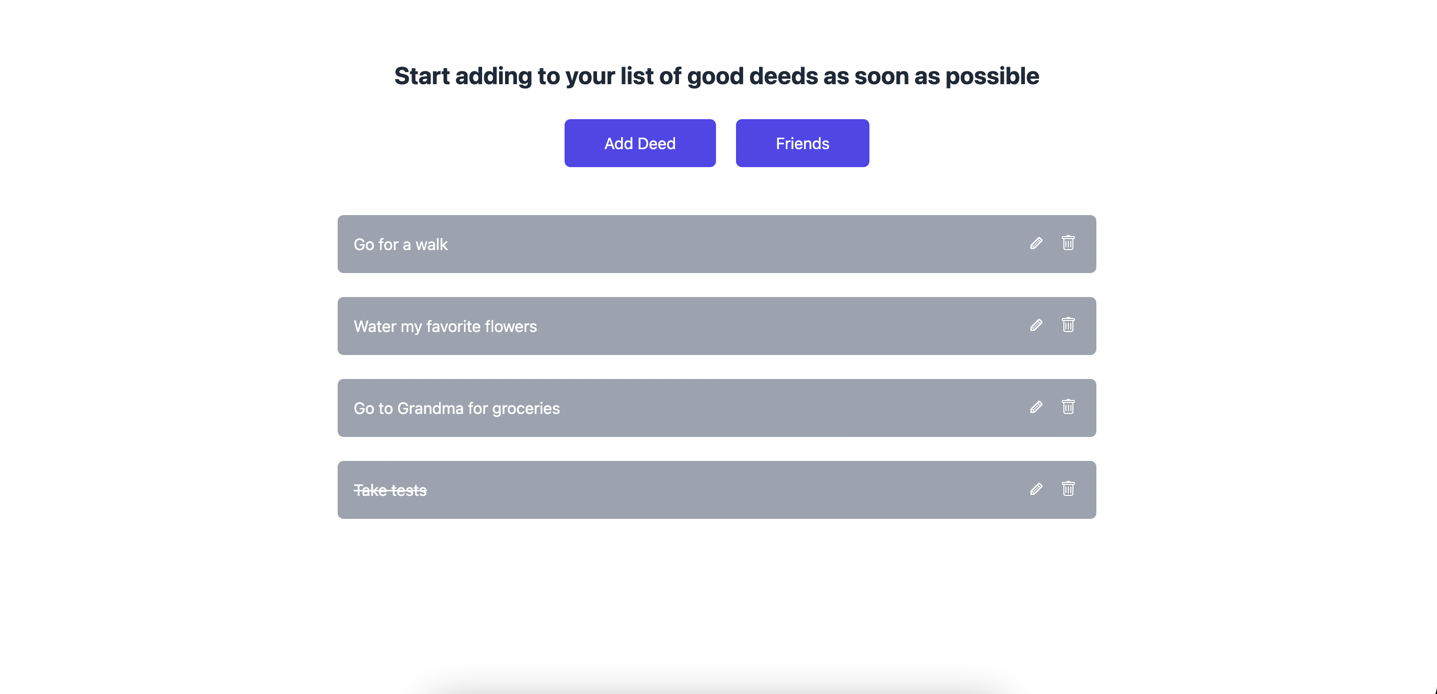 Start adding to your list of good deeds as soon as possible
Add Deed
Friends
Go for a walk
Water my favorite flowers
Go to Grandma for groceries
Take tests